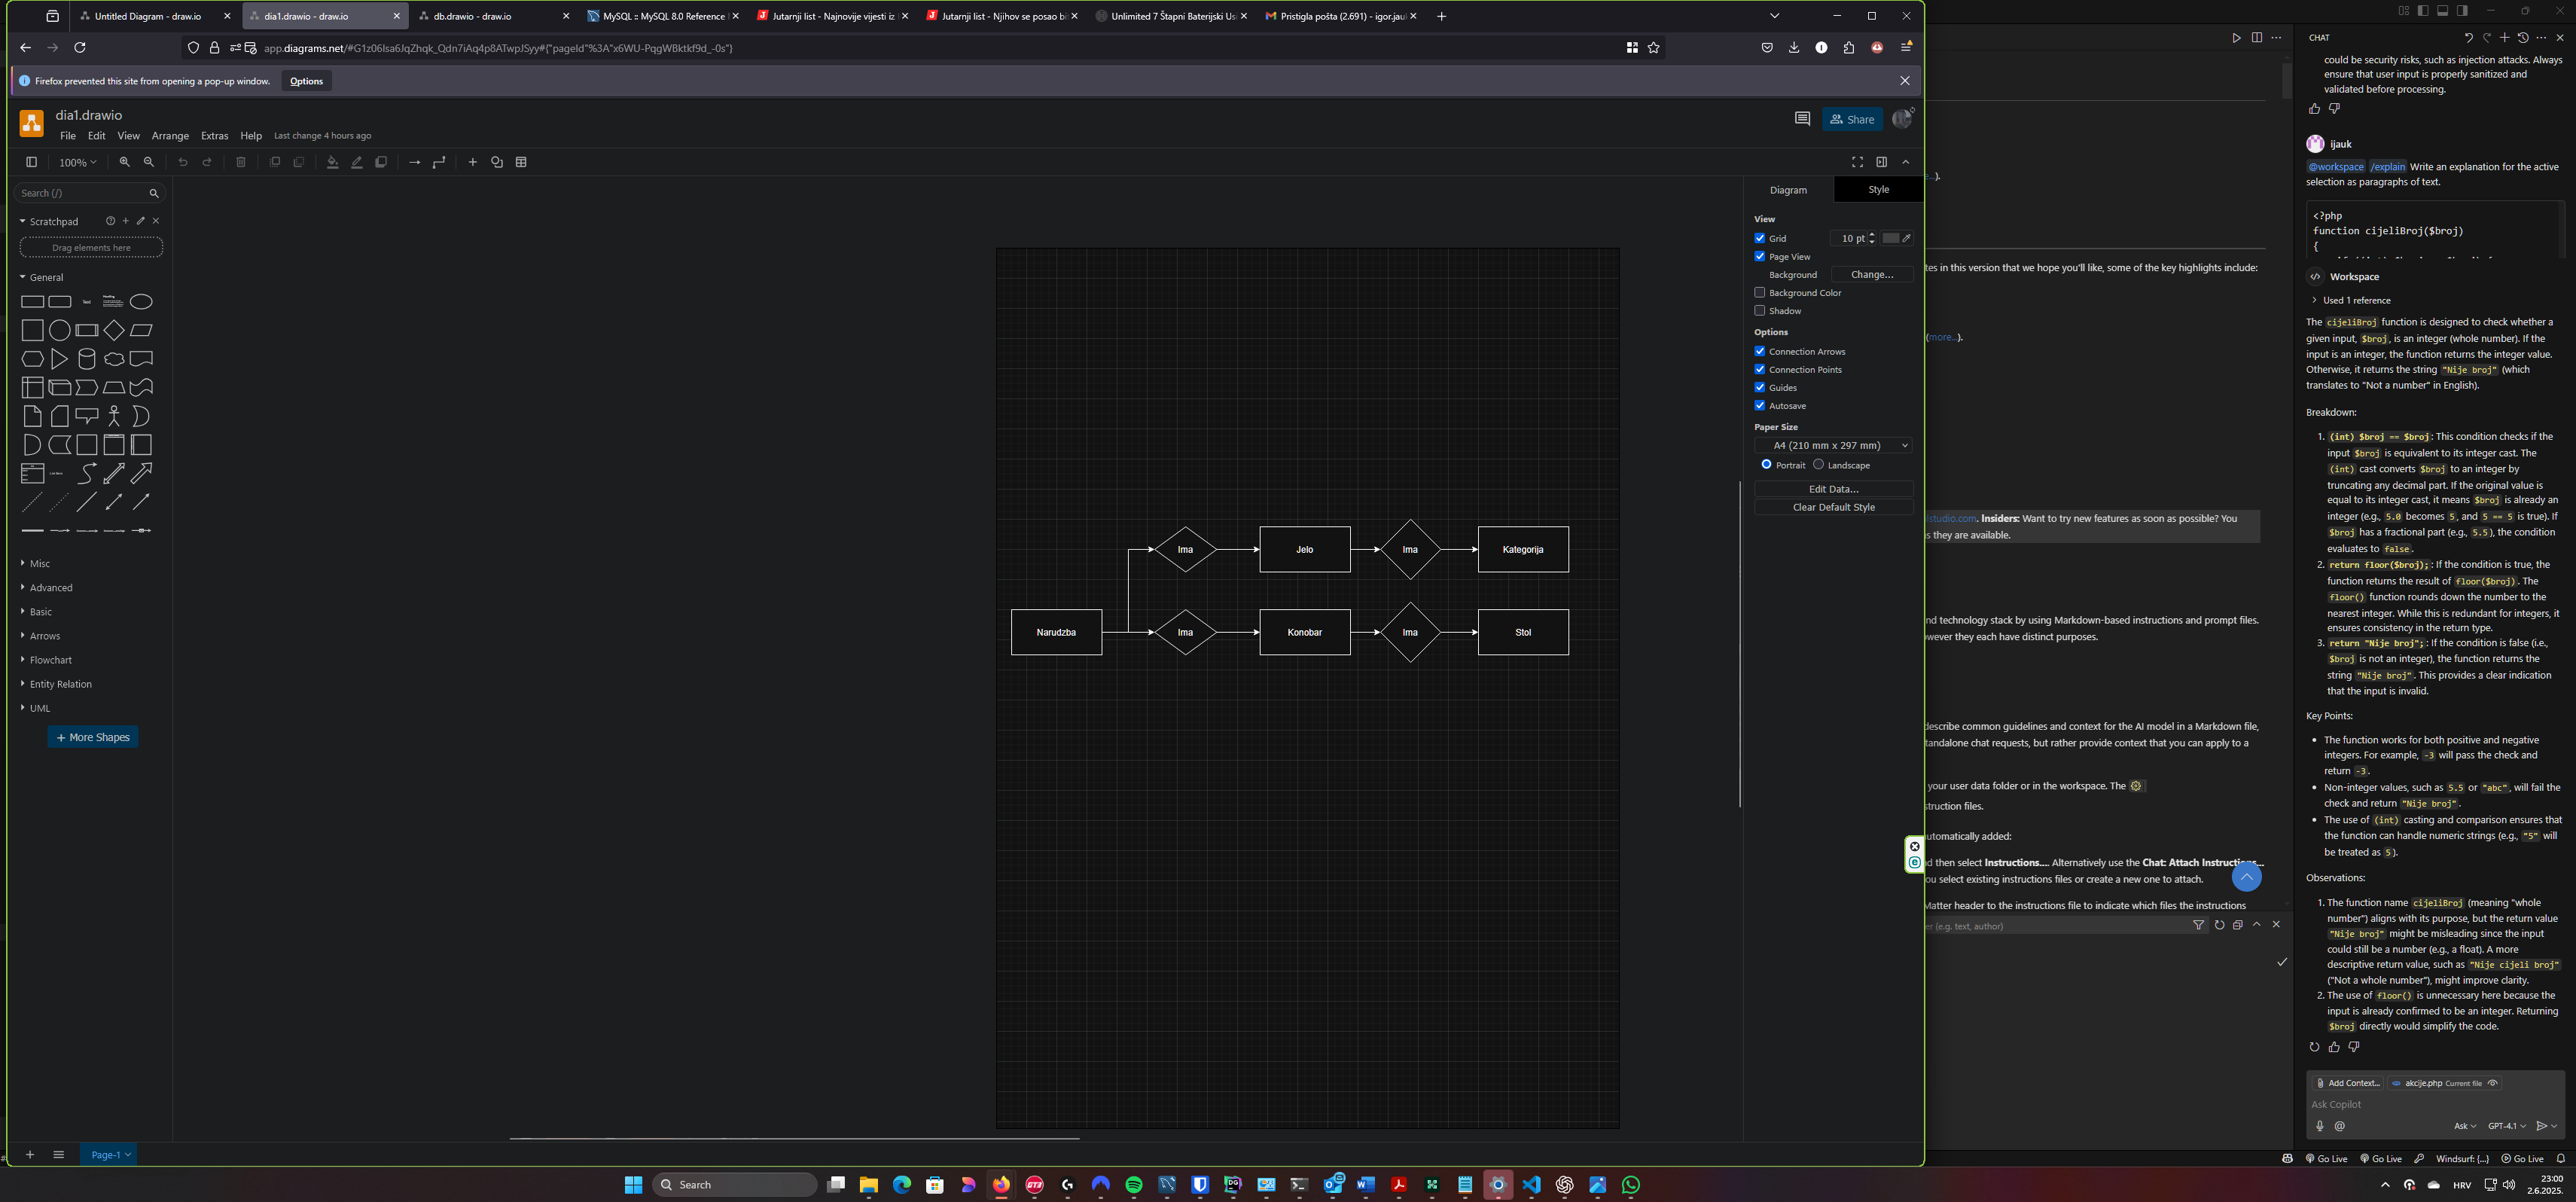 Untitled Diagram - draw.io
dia1.drawio - draw.io
db.drawio - draw.io
MySQL :: MySQL 8.0 Reference
Jutarnji list - Najnovije vijesti iz
Jutarnji list - Njihov se posao bi
Unlimited 7 Štapni Baterijski Us
Pristigla pošta (2.691) - igor.jau
app.diagrams.net/#G1z06Isa6JqZhqk_Qdn7iAq4p8ATwpJSyy#{"pageId"%3A"x6WU-PqgWBktkf9d_-0s"}
Firefox prevented this site from opening a pop-up window.
Options
dia1.drawio
File Edit View Arrange Extras Help Last change 4 hours ago
Share
100%
Search (/)
Scratchpad
Drag elements here
General
Text
Heading
List Item
Misc
Advanced
Basic
Arrows
Flowchart
Entity Relation
UML
+ More Shapes
Ima
Jelo
Ima
Kategorija
Narudzba
Ima
Konobar
Ima
Stol
Diagram Style
View
Grid 10 pt
Page View
Background Change...
Background Color
Shadow
Options
Connection Arrows
Connection Points
Guides
Autosave
Paper Size
A4 (210 mm x 297 mm)
Portrait Landscape
Edit Data...
Clear Default Style
Page-1
tes in this version that we hope you'll like, some of the key highlights include:
(more...).
studio.com. Insiders: Want to try new features as soon as possible? You
s they are available.
nd technology stack by using Markdown-based instructions and prompt files.
wever they each have distinct purposes.
describe common guidelines and context for the AI model in a Markdown file,
tandalone chat requests, but rather provide context that you can apply to a
your user data folder or in the workspace. The
struction files.
utomatically added:
d then select Instructions.... Alternatively use the Chat: Attach Instructions...
ou select existing instructions files or create a new one to attach.
Matter header to the instructions file to indicate which files the instructions
er (e.g. text, author)
CHAT
could be security risks, such as injection attacks. Always
ensure that user input is properly sanitized and
validated before processing.
ijauk
@workspace /explain Write an explanation for the active
selection as paragraphs of text.
<?php
function cijeliBroj($broj)
{
Workspace
Used 1 reference
The cijeliBroj function is designed to check whether a
given input, $broj, is an integer (whole number). If the
input is an integer, the function returns the integer value.
Otherwise, it returns the string "Nije broj" (which
translates to "Not a number" in English).
Breakdown:
1. (int) $broj == $broj: This condition checks if the
input $broj is equivalent to its integer cast. The
(int) cast converts $broj to an integer by
truncating any decimal part. If the original value is
equal to its integer cast, it means $broj is already an
integer (e.g., 5.0 becomes 5, and 5 == 5 is true). If
$broj has a fractional part (e.g., 5.5), the condition
evaluates to false.
2. return floor($broj);: If the condition is true, the
function returns the result of floor($broj). The
floor() function rounds down the number to the
nearest integer. While this is redundant for integers, it
ensures consistency in the return type.
3. return "Nije broj";: If the condition is false (i.e.,
$broj is not an integer), the function returns the
string "Nije broj". This provides a clear indication
that the input is invalid.
Key Points:
• The function works for both positive and negative
integers. For example, -3 will pass the check and
return -3.
• Non-integer values, such as 5.5 or "abc", will fail the
check and return "Nije broj".
• The use of (int) casting and comparison ensures that
the function can handle numeric strings (e.g., "5" will
be treated as 5).
Observations:
1. The function name cijeliBroj (meaning "whole
number") aligns with its purpose, but the return value
"Nije broj" might be misleading since the input
could still be a number (e.g., a float). A more
descriptive return value, such as "Nije cijeli broj"
("Not a whole number"), might improve clarity.
2. The use of floor() is unnecessary here because the
input is already confirmed to be an integer. Returning
$broj directly would simplify the code.
Add Context... akcije.php Current file
Ask Copilot
Ask GPT-4.1
Go Live Go Live Windsurf: {...} Go Live
Search
HRV
23:00
2.6.2025.